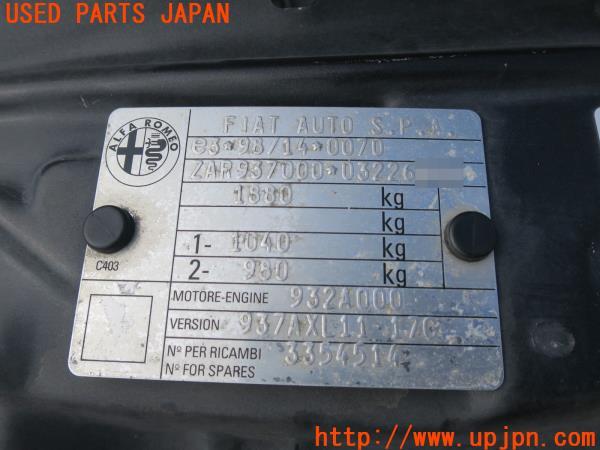 USED PARTS JAPAN
ALFA ROMEO
FIAT AUTO S.P.A.
e3*98/14*0070
ZAR937000*03226
1880 kg
kg
1- 1040 kg
2- 980 kg
C403
MOTORE-ENGINE 932A000
VERSION 937AXL11 17G
Nº PER RICAMBI 3354514
Nº FOR SPARES
http://www.upjpn.com/